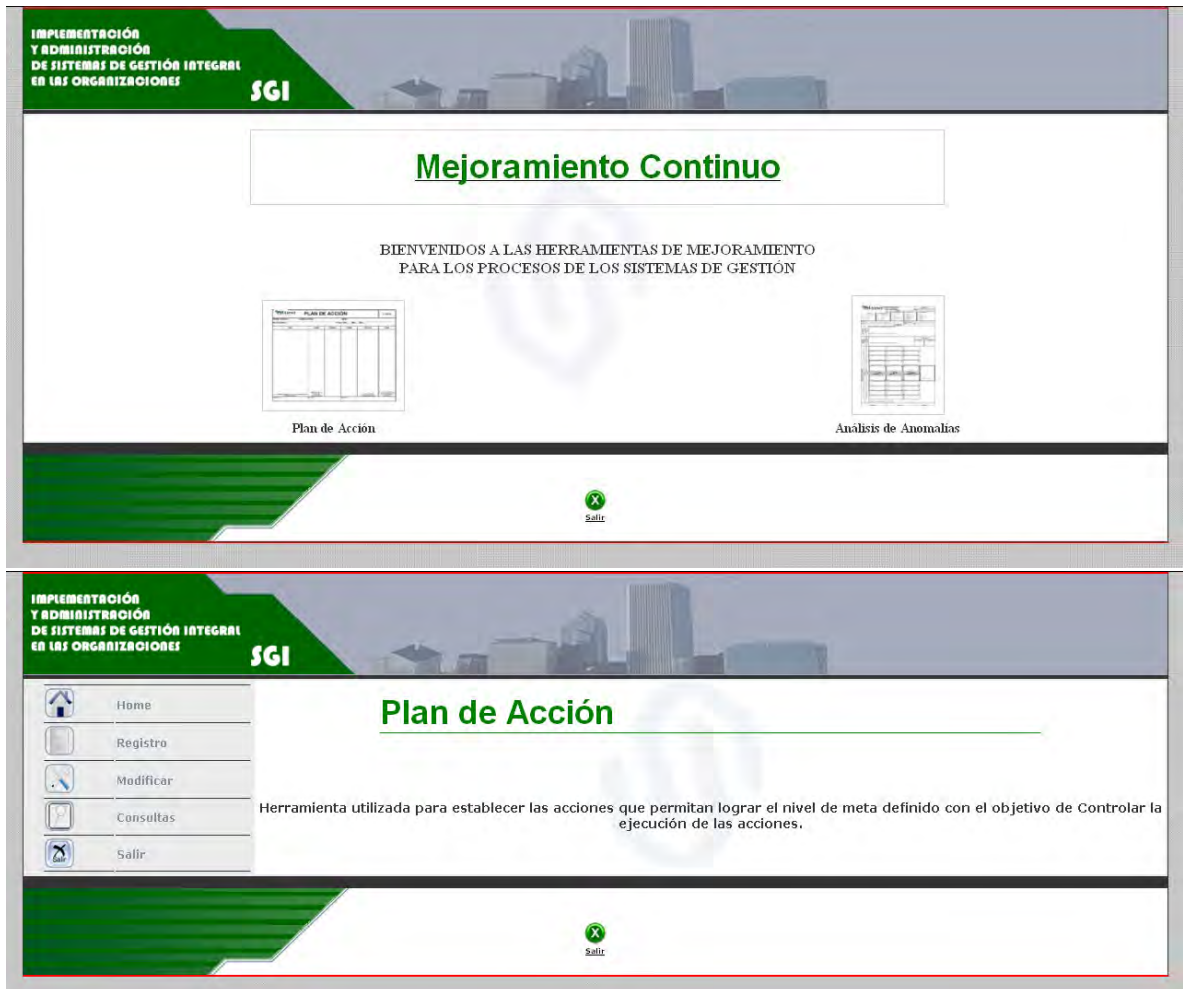 IMPLEMENTACIÓN
Y ADMINISTRACIÓN
DE SISTEMAS DE GESTIÓN INTEGRAL
EN LAS ORGANIZACIONES
SGI
Mejoramiento Continuo
BIENVENIDOS A LAS HERRAMIENTAS DE MEJORAMIENTO
PARA LOS PROCESOS DE LOS SISTEMAS DE GESTIÓN
PLAN DE ACCIÓN
Plan de Acción
Análisis de Anomalías
X
Salir
IMPLEMENTACIÓN
Y ADMINISTRACIÓN
DE SISTEMAS DE GESTIÓN INTEGRAL
EN LAS ORGANIZACIONES
SGI
Home
Registro
Modificar
Consultas
Salir
Salir
Plan de Acción
Herramienta utilizada para establecer las acciones que permitan lograr el nivel de meta definido con el objetivo de Controlar la
ejecución de las acciones.
X
Salir